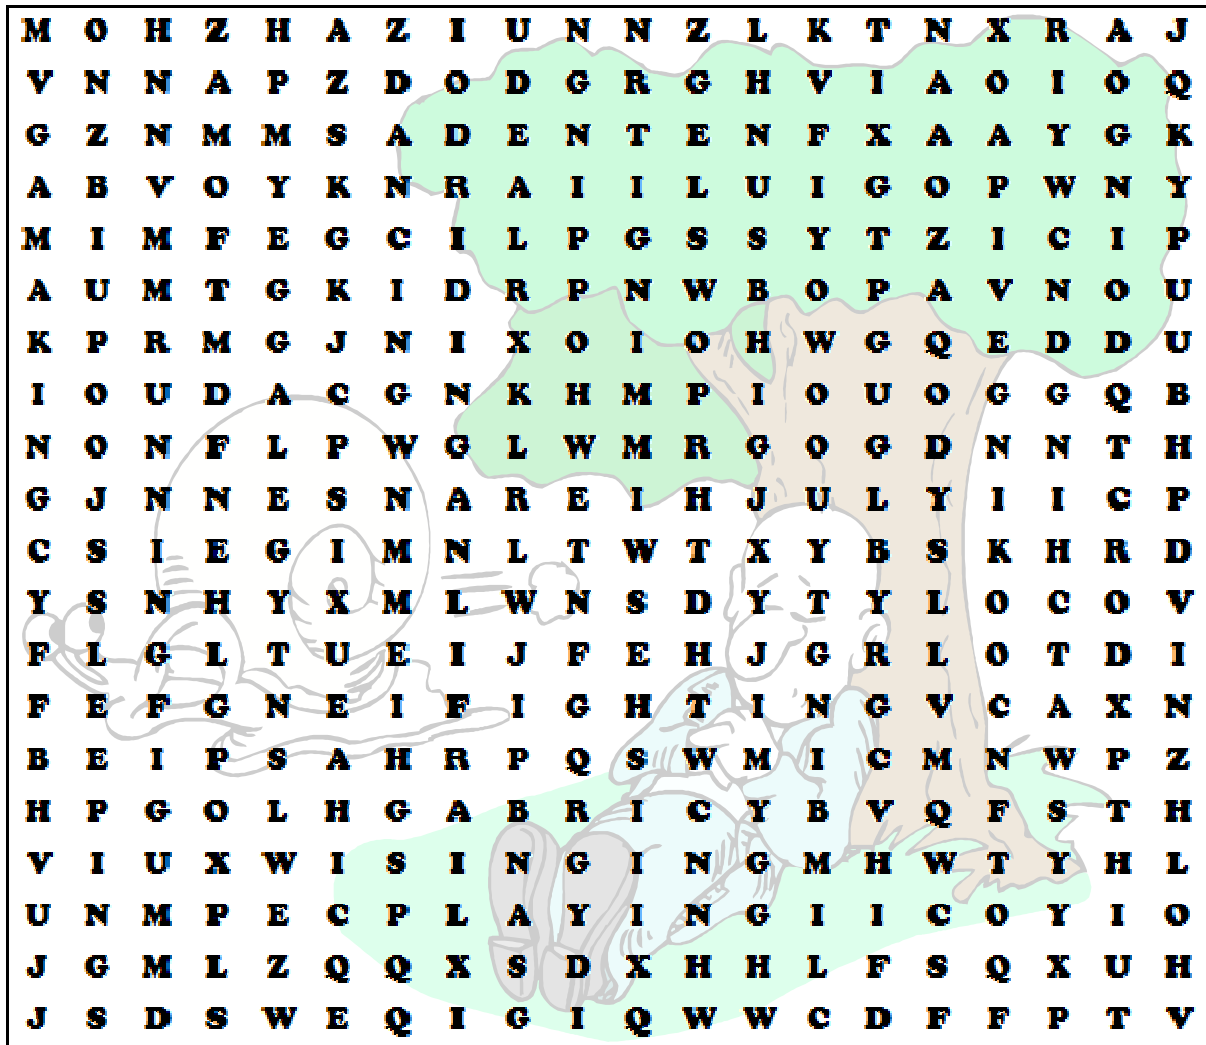 M O H Z H A Z I U N N Z L K T N X R A J
V N N A P Z D O D G R G H V I A O I O Q
G Z N M M S A D E N T E N F X A A Y G K
A B V O Y K N R A I I L U I G O P W N Y
M I M F E G C I L P G S S Y T Z I C I P
A U M T G K I D R P N W B O P A V N O U
K P R M G J N I X O I O H W G Q E D D U
I O U D A C G N K H M P I O U O G G Q B
N O N F L P W G L W M R G O G D N N T H
G J N N E S N A R E I H J U L Y I I C P
C S I E G I M N L T W T X Y B S K H R D
Y S N H Y X M L W N S D Y T Y L O C O V
F L G L T U E I J F E H J G R L O T D I
F E F G N E I F I G H T I N G V C A X N
B E I P S A H R P Q S W M I C M N W P Z
H P G O L H G A B R I C Y B V Q F S T H
V I U X W I S I N G I N G M H W T Y H L
U N M P E C P L A Y I N G I I C O Y I O
J G M L Z Q Q X S D X H H L F S Q X U H
J S D S W E Q I G I Q W W C D F F P T V